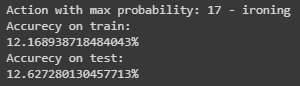 Action with max probability: 17 - ironing
Accurecy on train:
12.168938718484043%
Accurecy on test:
12.627280130457713%